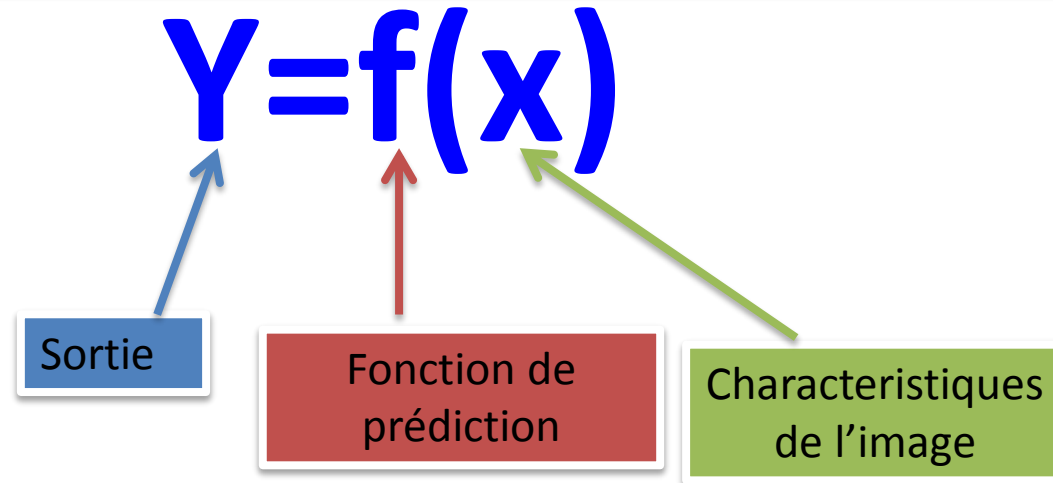 Y=f(x)
Sortie
Fonction de
prédiction
Characteristiques
de l’image